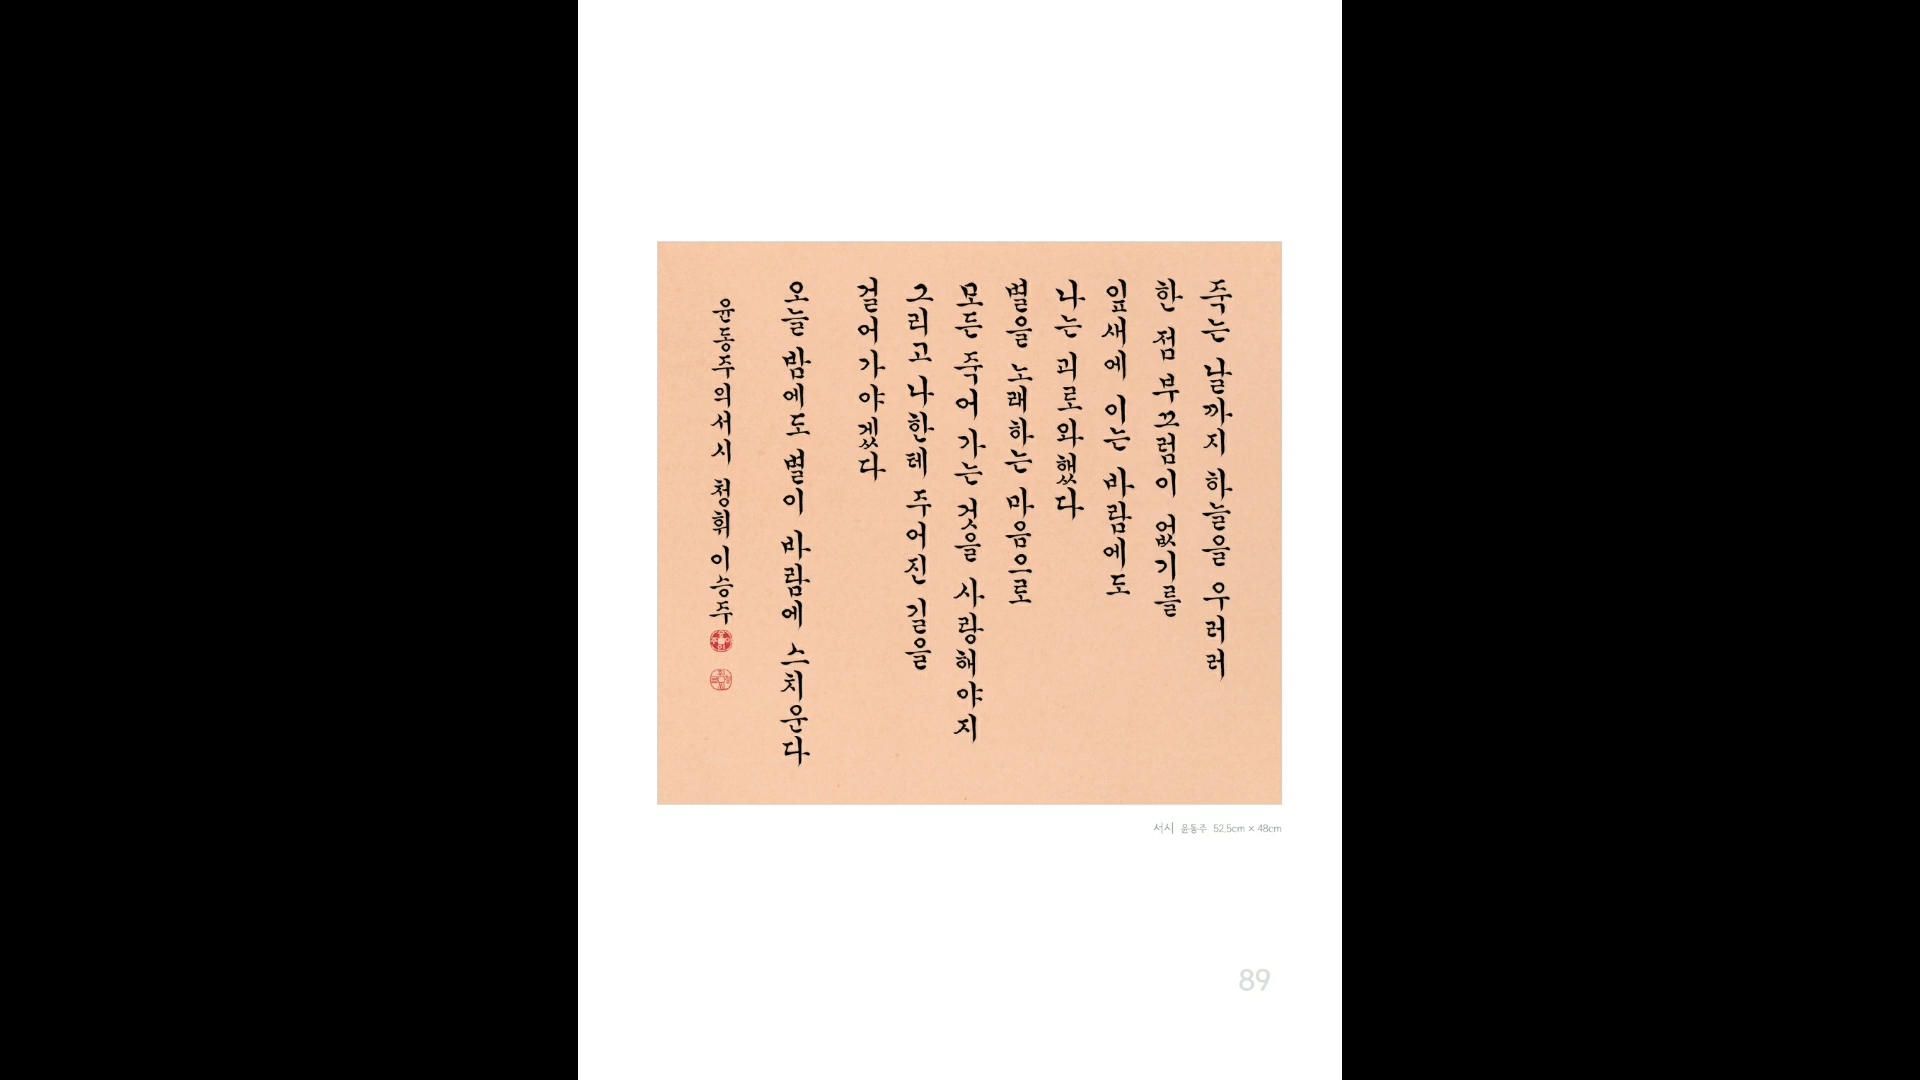 죽는 날까지 하늘을 우러러
한 점 부끄럼이 없기를
잎새에 이는 바람에도
나는 괴로와했다
별을 노래하는 마음으로
모든 죽어 가는 것을 사랑해야지
그리고 나한테 주어진 길을
걸어가야겠다
오늘 밤에도 별이 바람에 스치운다
윤동주의 서시 청휘 이승주
서시 윤동주 52.5cm × 48cm
89